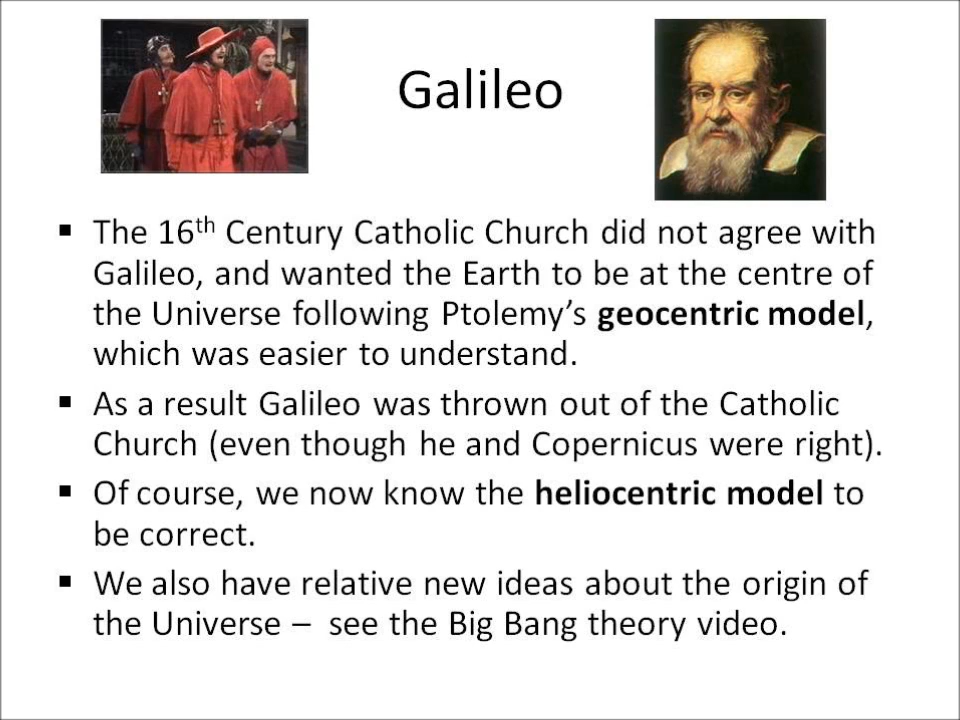 Galileo
▪ The 16th Century Catholic Church did not agree with
Galileo, and wanted the Earth to be at the centre of
the Universe following Ptolemy's geocentric model,
which was easier to understand.
▪ As a result Galileo was thrown out of the Catholic
Church (even though he and Copernicus were right).
▪ Of course, we now know the heliocentric model to
be correct.
▪ We also have relative new ideas about the origin of
the Universe – see the Big Bang theory video.